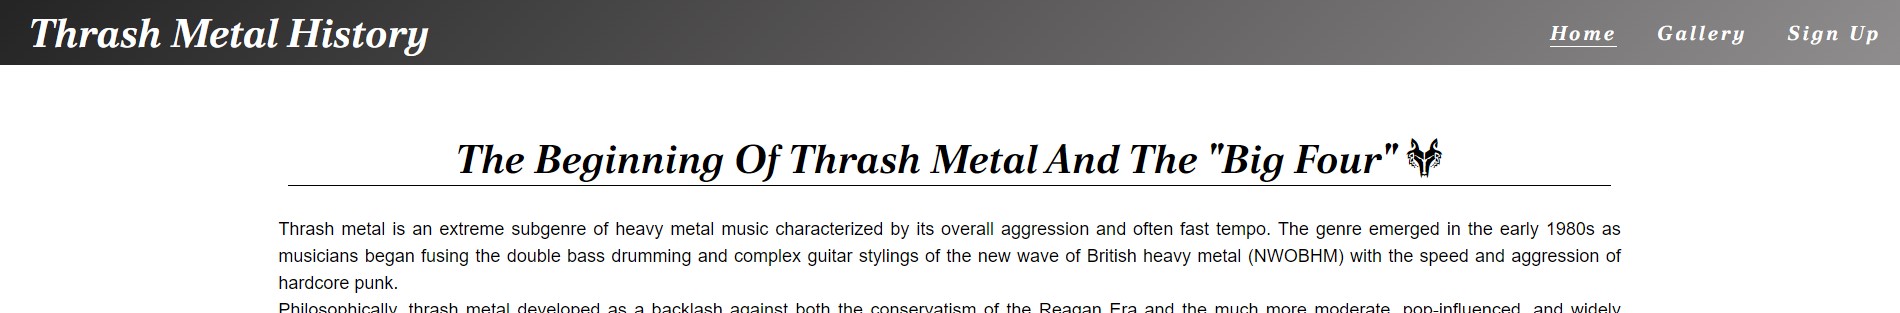 Thrash Metal History
Home Gallery Sign Up
The Beginning Of Thrash Metal And The "Big Four"
Thrash metal is an extreme subgenre of heavy metal music characterized by its overall aggression and often fast tempo. The genre emerged in the early 1980s as
musicians began fusing the double bass drumming and complex guitar stylings of the new wave of British heavy metal (NWOBHM) with the speed and aggression of
hardcore punk.
Philosophically, thrash metal developed as a backlash against both the conservatism of the Reagan Era and the much more moderate, pop-influenced, and widely